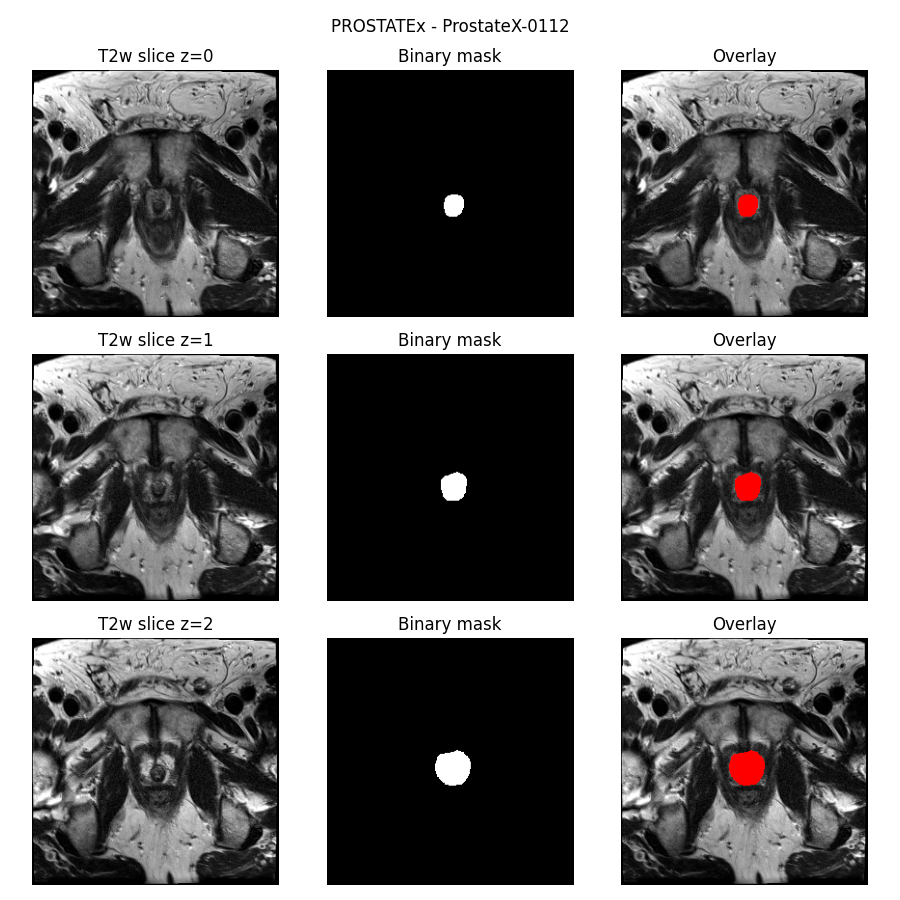 PROSTATEx - ProstateX-0112
T2w slice z=0
Binary mask
Overlay
T2w slice z=1
Binary mask
Overlay
T2w slice z=2
Binary mask
Overlay